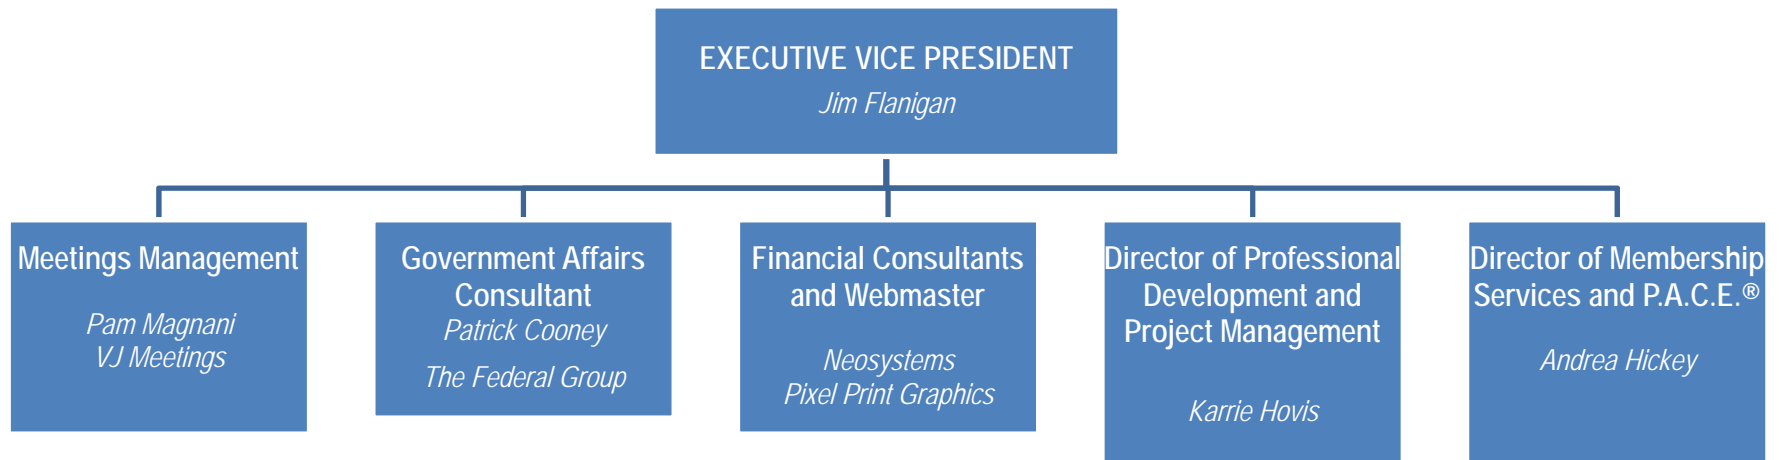 EXECUTIVE VICE PRESIDENT
Jim Flanigan
Meetings Management
Pam Magnani
VJ Meetings
Government Affairs
Consultant
Patrick Cooney
The Federal Group
Financial Consultants
and Webmaster
Neosystems
Pixel Print Graphics
Director of Professional
Development and
Project Management
Karrie Hovis
Director of Membership
Services and P.A.C.E.®
Andrea Hickey